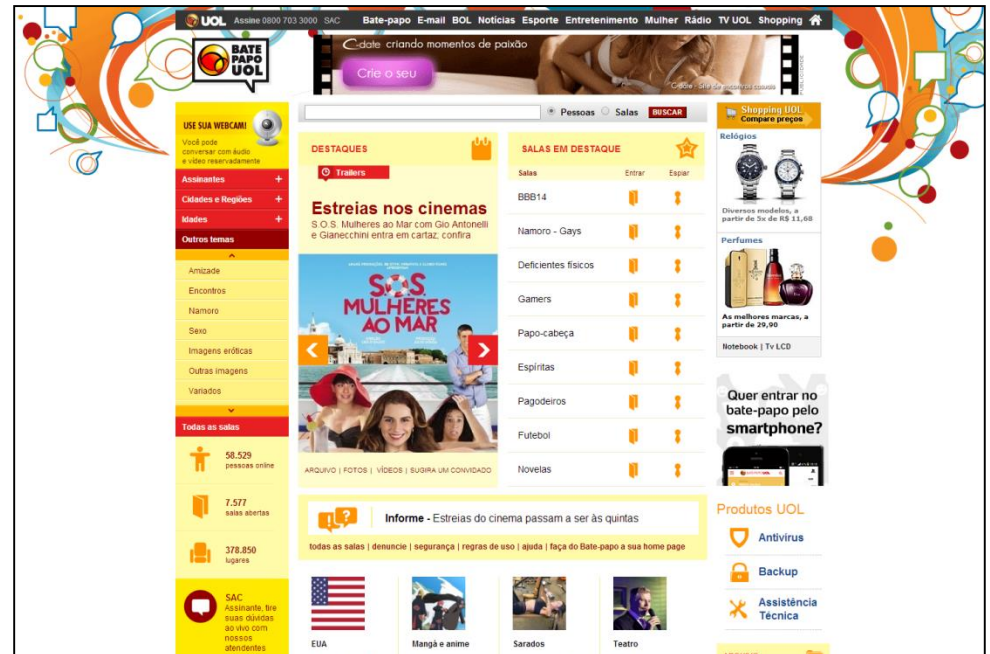 UOL Assine 0800 703 3000 SAC Bate-papo E-mail BOL Notícias Esporte Entretenimento Mulher Rádio TV UOL Shopping
BATE
PAPO
UOL
C-date criando momentos de paixão
Crie o seu
C-date - Site de encontros casuais
PUBLICIDADE
Pessoas Salas BUSCAR
USE SUA WEBCAM!
Você pode
conversar com áudio
e vídeo reservadamente
Assinantes +
Cidades e Regiões +
Idades +
Outros temas
Amizade
Encontros
Namoro
Sexo
Imagens eróticas
Outras imagens
Variados
Todas as salas
58.529
pessoas online
7.577
salas abertas
378.850
lugares
SAC
Assinante, tire
suas dúvidas
ao vivo com
nossos
atendentes
DESTAQUES
Trailers
Estreias nos cinemas
S.O.S. Mulheres ao Mar com Gio Antonelli
e Gianecchini entra em cartaz, confira
S.O.S.
MULHERES
AO MAR
ARQUIVO | FOTOS | VÍDEOS | SUGIRA UM CONVIDADO
SALAS EM DESTAQUE
Salas Entrar Espiar
BBB14
Namoro - Gays
Deficientes físicos
Gamers
Papo-cabeça
Espíritas
Pagodeiros
Futebol
Novelas
Informe - Estreias do cinema passam a ser às quintas
todas as salas | denuncie | segurança | regras de uso | ajuda | faça do Bate-papo a sua home page
EUA
Mangà e anime
Sarados
Teatro
Shopping UOL
Compare preços
Relógios
Diversos modelos, a
partir de 5x de R$ 11,68
Perfumes
As melhores marcas, a
partir de 29,90
Notebook | Tv LCD
Quer entrar no
bate-papo pelo
smartphone?
Produtos UOL
Antivírus
Backup
Assistência
Técnica